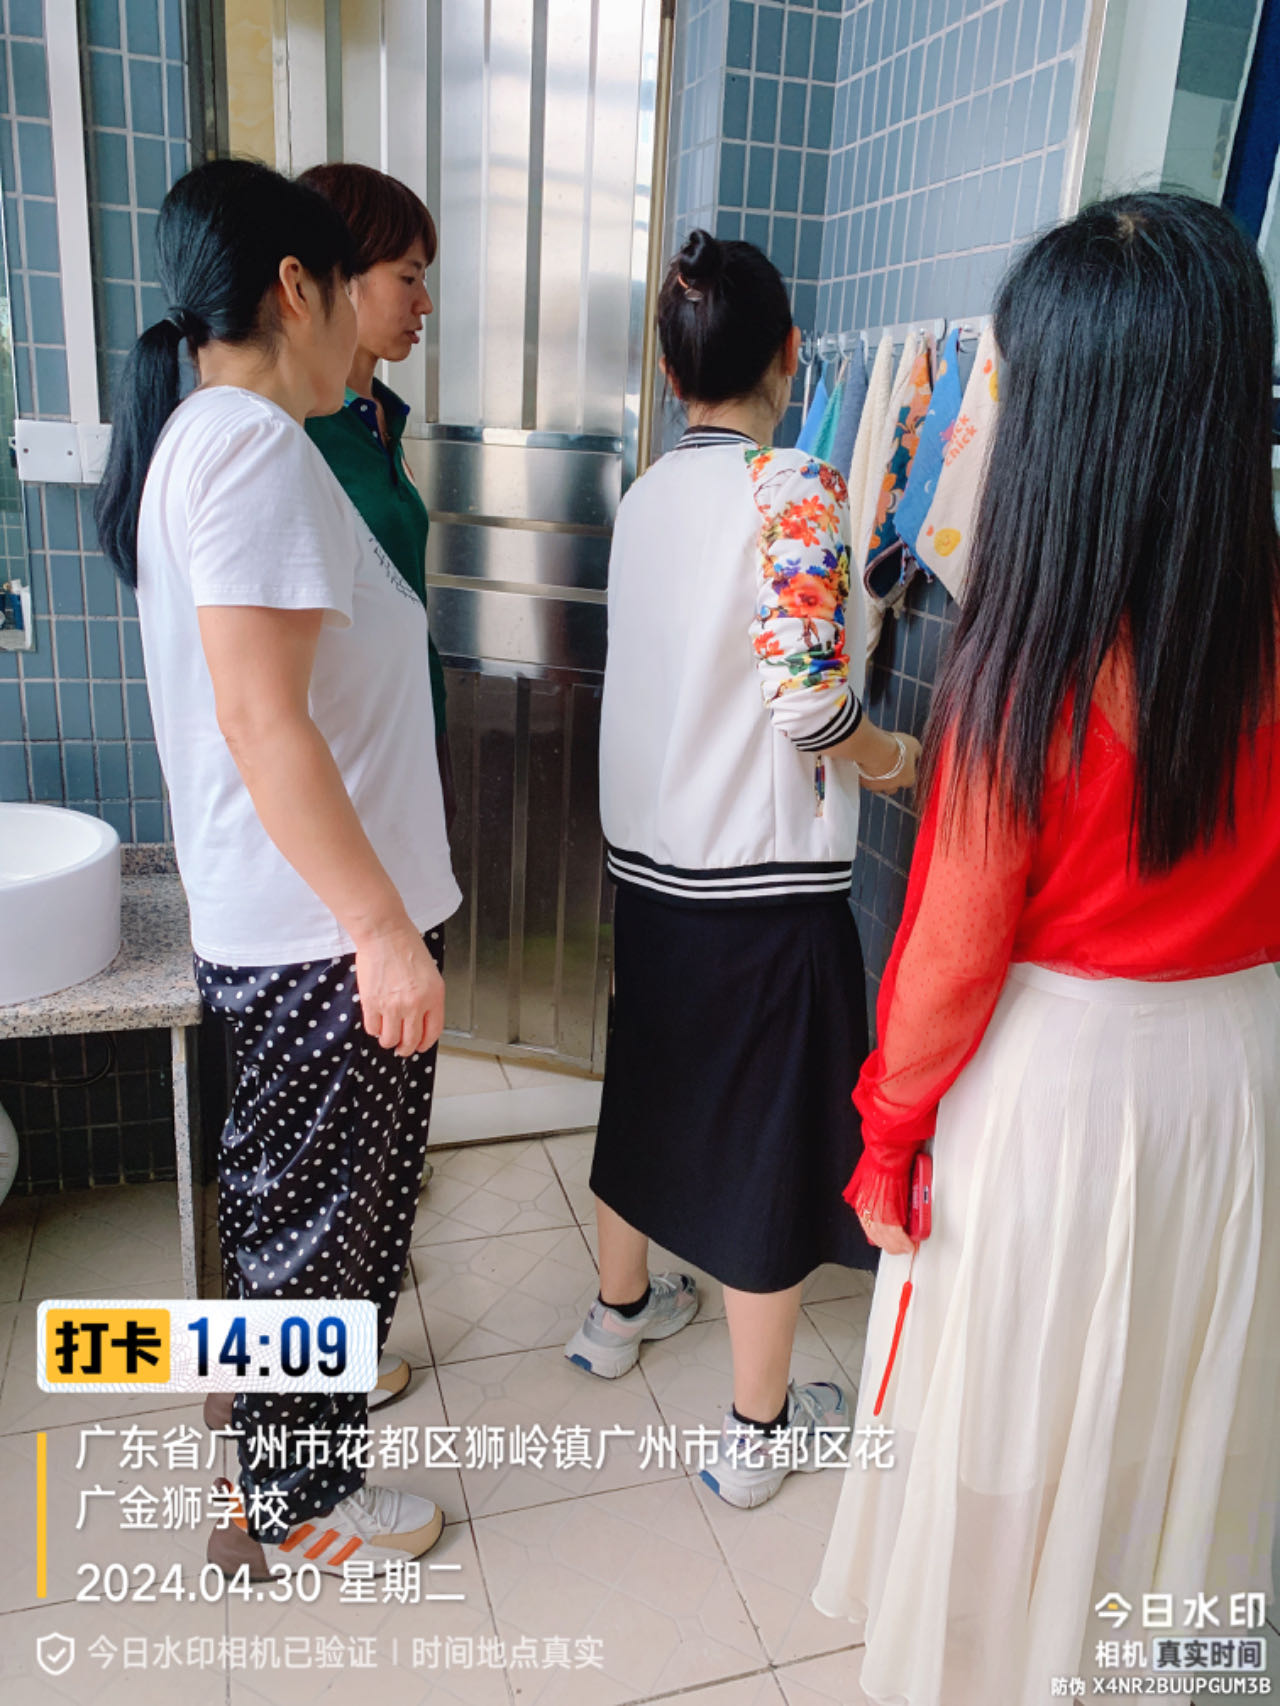 chick
打卡 14:09
广东省广州市花都区狮岭镇广州市花都区花
广金狮学校
2024.04.30 星期二
今日水印相机已验证 | 时间地点真实
今日水印
相机 真实时间
防伪 X4NR2BUUPGUM3B